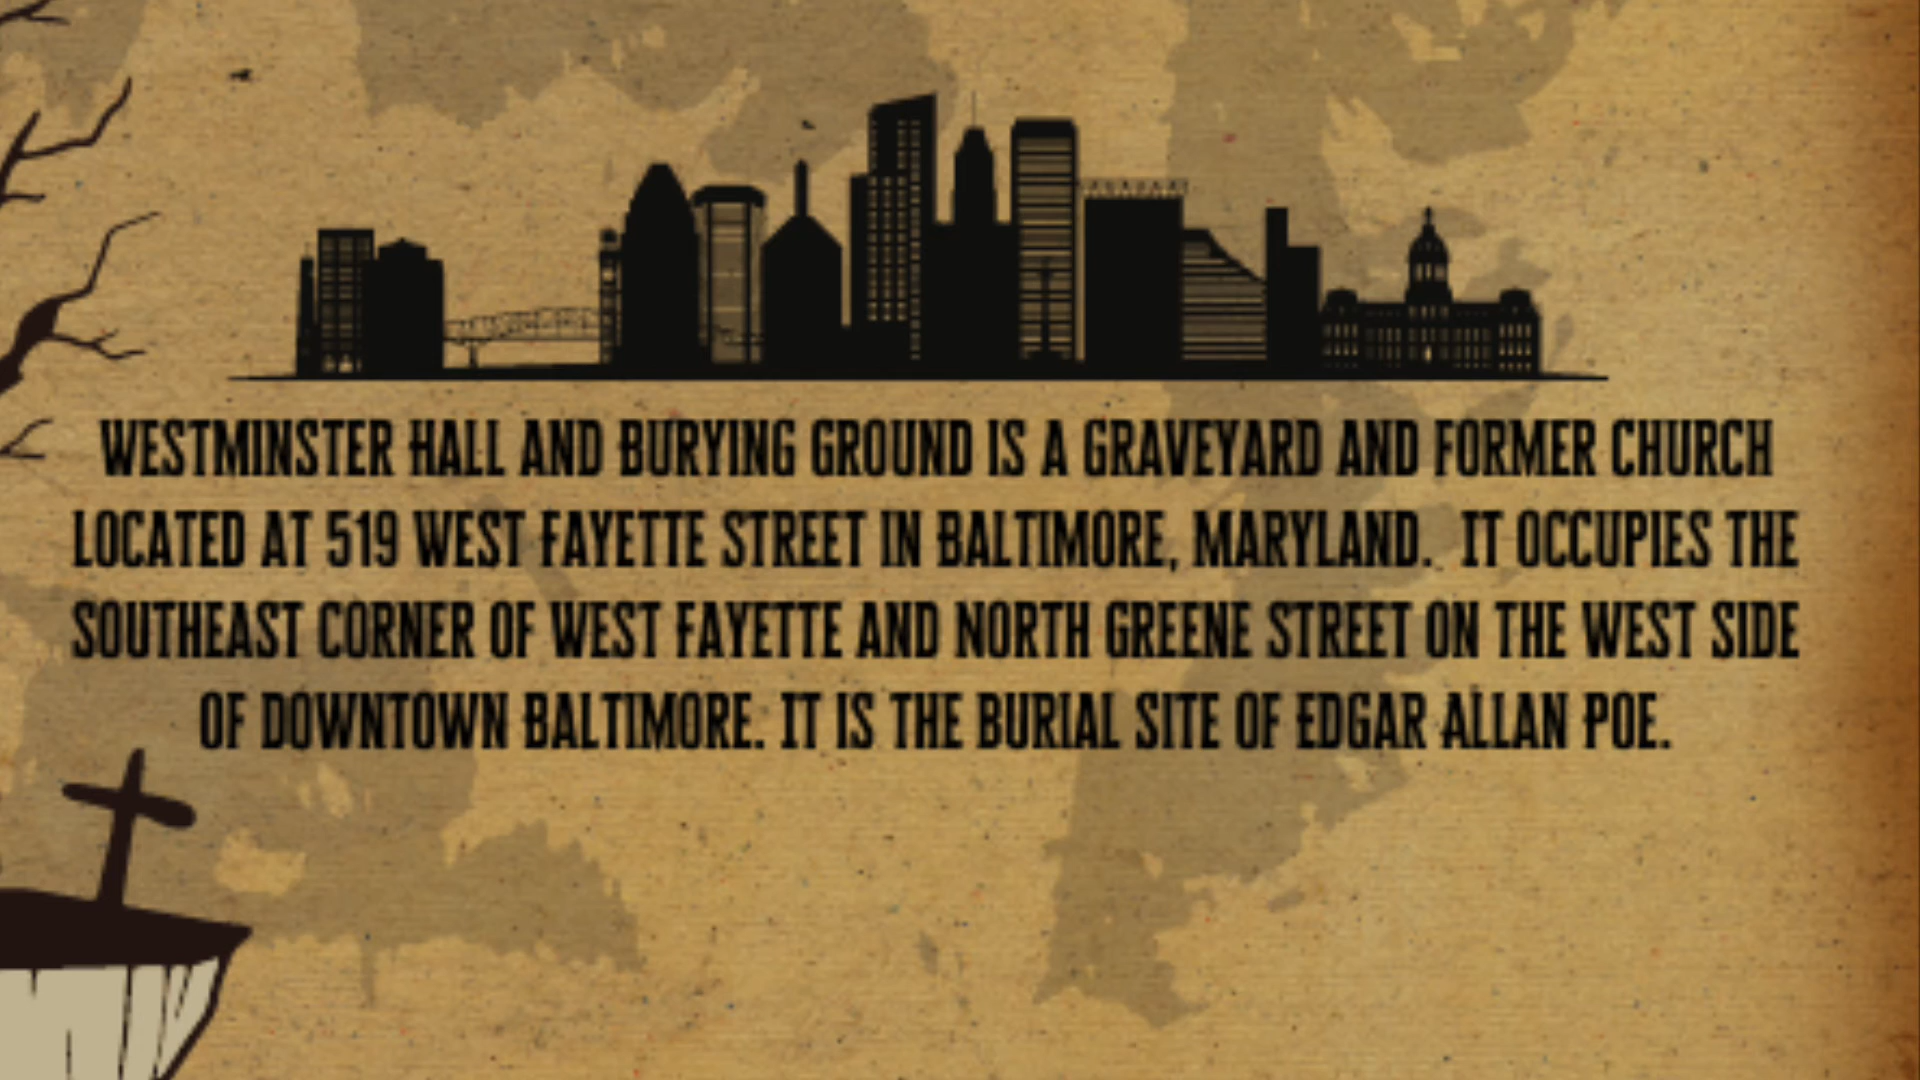 WESTMINSTER HALL AND BURYING GROUND IS A GRAVEYARD AND FORMER CHURCH
LOCATED AT 519 WEST FAYETTE STREET IN BALTIMORE, MARYLAND. IT OCCUPIES THE
SOUTHEAST CORNER OF WEST FAYETTE AND NORTH GREENE STREET ON THE WEST SIDE
OF DOWNTOWN BALTIMORE. IT IS THE BURIAL SITE OF EDGAR ALLAN POE.